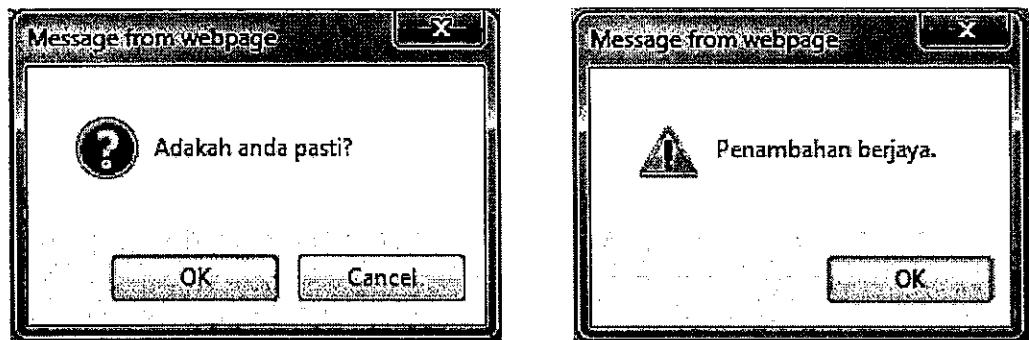 Message from webpage
X
Adakah anda pasti?
OK
Cancel
Message from webpage
X
Penambahan berjaya.
OK